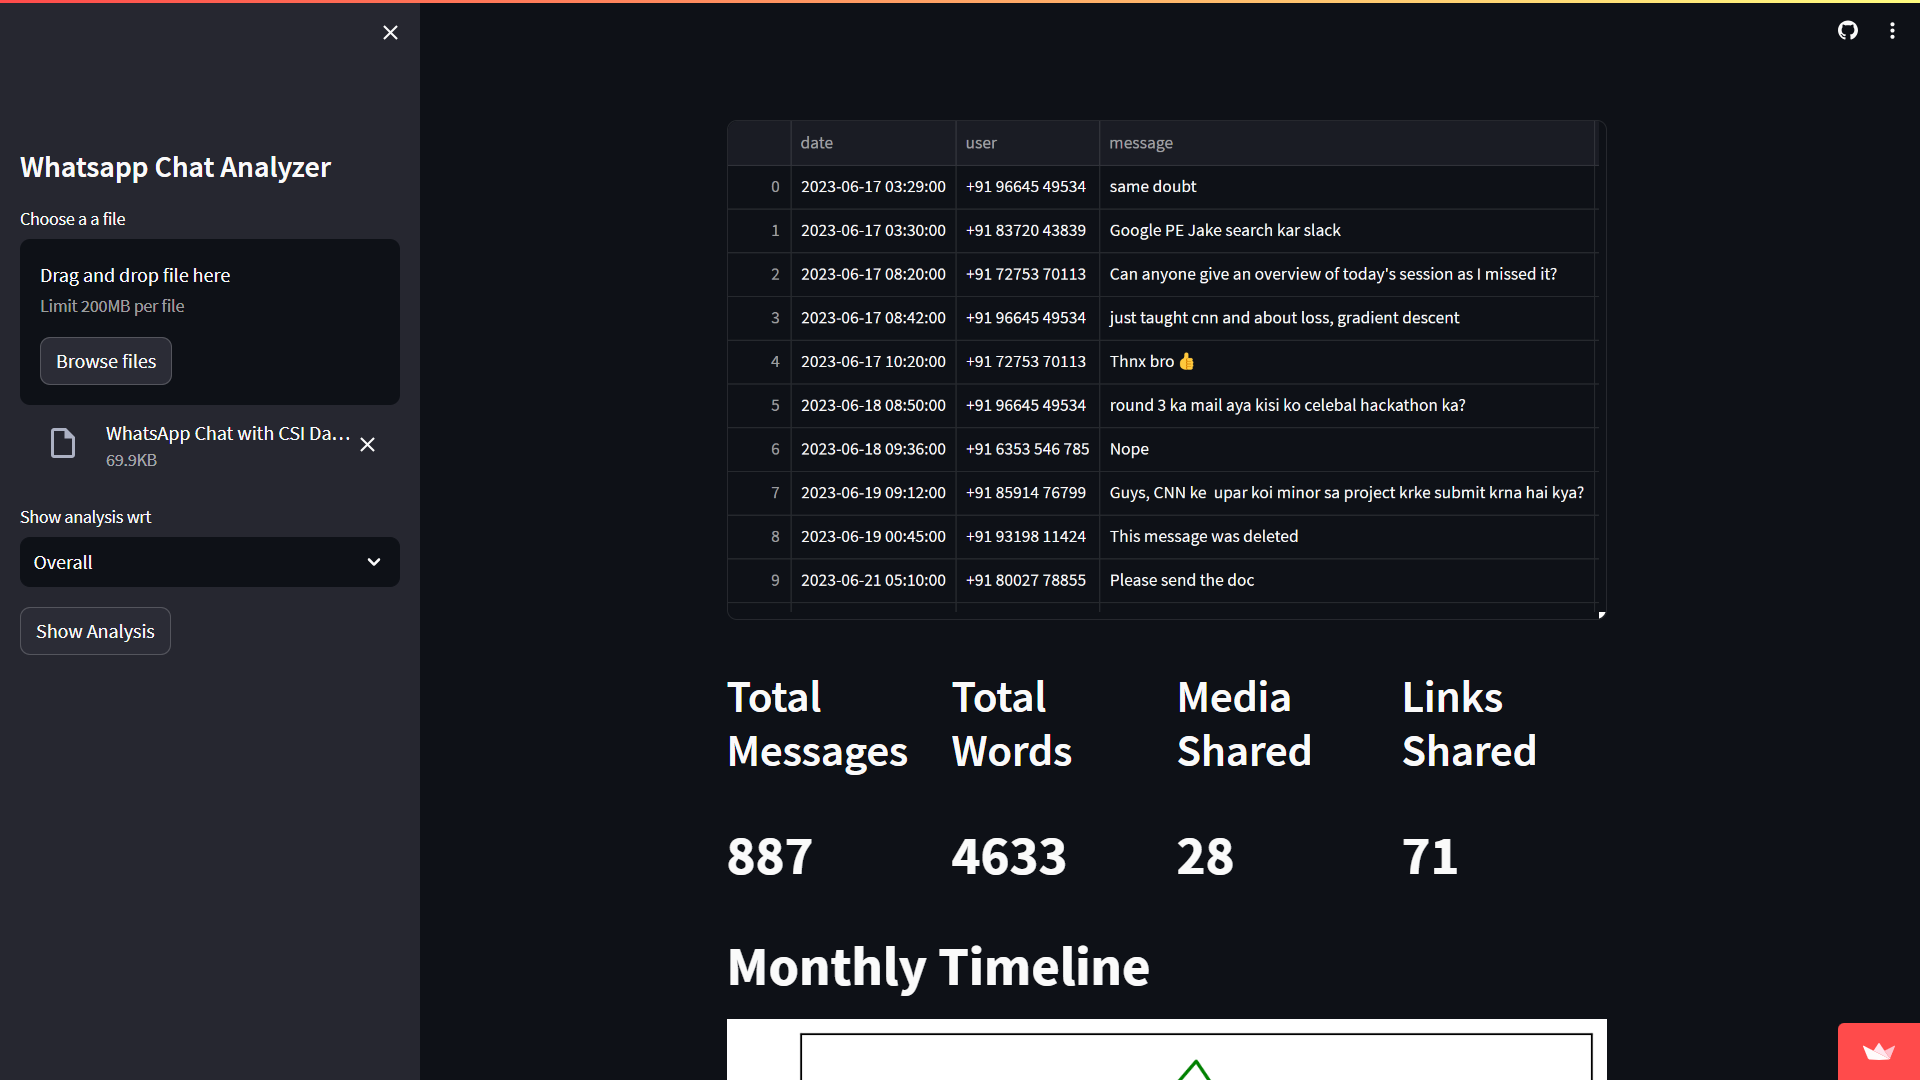 Whatsapp Chat Analyzer
Choose a a file
Drag and drop file here
Limit 200MB per file
Browse files
WhatsApp Chat with CSI Da...
69.9KB
Show analysis wrt
Overall
Show Analysis
date user message
0 2023-06-17 03:29:00 +91 96645 49534 same doubt
1 2023-06-17 03:30:00 +91 83720 43839 Google PE Jake search kar slack
2 2023-06-17 08:20:00 +91 72753 70113 Can anyone give an overview of today's session as I missed it?
3 2023-06-17 08:42:00 +91 96645 49534 just taught cnn and about loss, gradient descent
4 2023-06-17 10:20:00 +91 72753 70113 Thnx bro 👍
5 2023-06-18 08:50:00 +91 96645 49534 round 3 ka mail aya kisi ko celebal hackathon ka?
6 2023-06-18 09:36:00 +91 6353 546 785 Nope
7 2023-06-19 09:12:00 +91 85914 76799 Guys, CNN ke  upar koi minor sa project krke submit krna hai kya?
8 2023-06-19 00:45:00 +91 93198 11424 This message was deleted
9 2023-06-21 05:10:00 +91 80027 78855 Please send the doc
Total Messages
Total Words
Media Shared
Links Shared
887
4633
28
71
Monthly Timeline